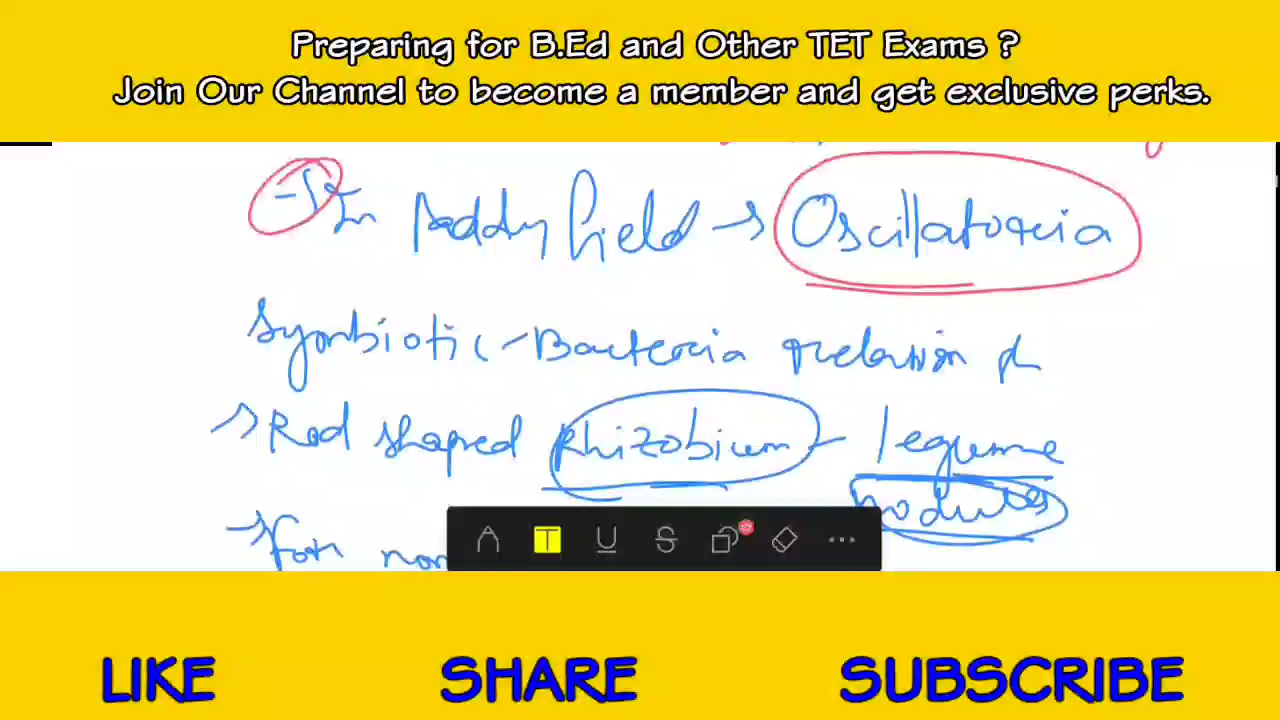 Preparing for B.Ed and Other TET Exams ?
Join Our Channel to become a member and get exclusive perks.
In Paddy field → Oscillatoria
Symbiotic - Bacteria relation
→ Rod shaped Rhizobium - legume
nodules
→ For non
LIKE SHARE SUBSCRIBE